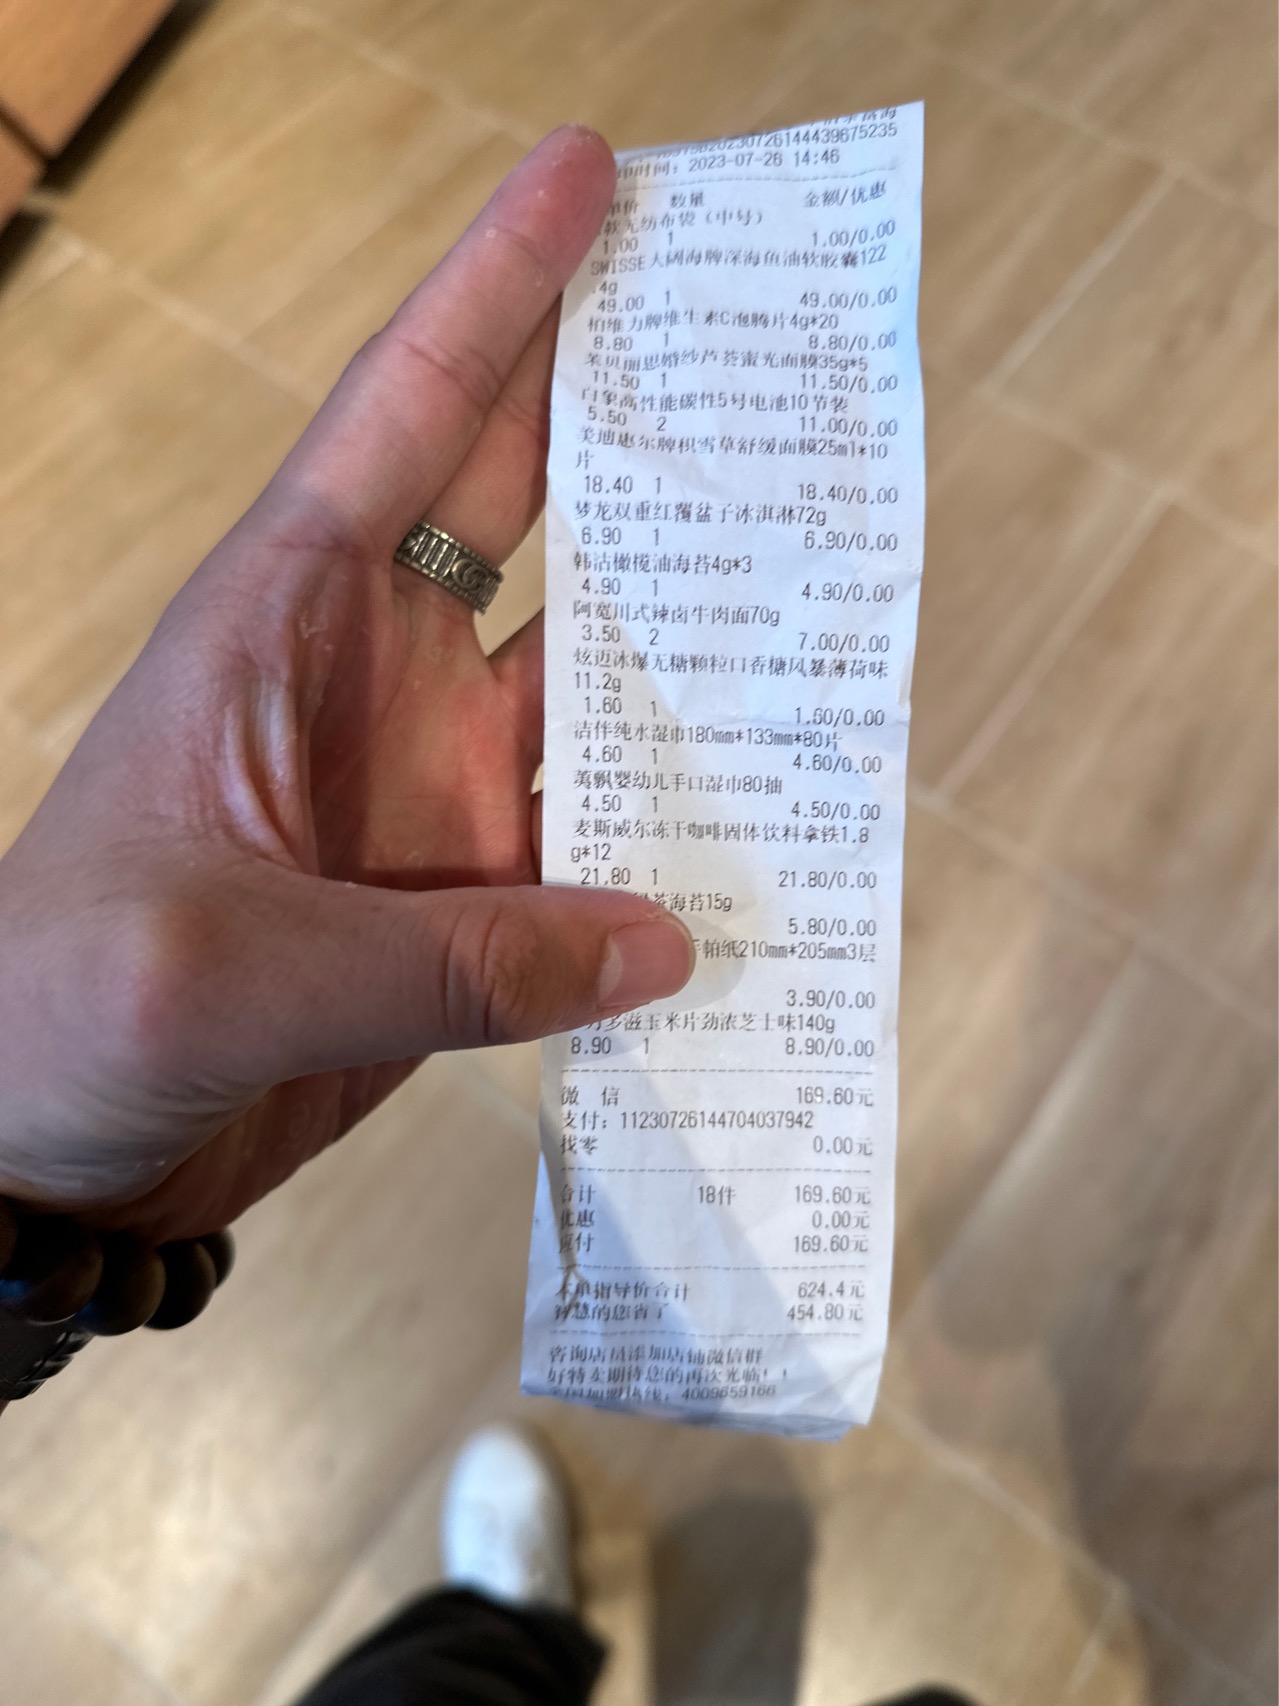 20230726144439675235
印时间：2023-07-26 14:46
单价 数量 金额/优惠
款无纺布袋（中号）
1.00 1 1.00/0.00
SWISSE 海牌深海鱼油软胶囊122
.4g
49.00 1 49.00/0.00
柏维力牌维生素C泡腾片4g*20
8.80 1 8.80/0.00
茱贝丽思婚纱芦荟蜜光面膜35g*5
11.50 1 11.50/0.00
白象高性能碳性5号电池10节装
5.50 2 11.00/0.00
美迪惠尔牌积雪草舒缓面膜25ml*10
片
18.40 1 18.40/0.00
梦龙双重红覆盆子冰淇淋72g
6.90 1 6.90/0.00
韩沽橄榄油海苔4g*3
4.90 1 4.90/0.00
阿宽川式辣卤牛肉面70g
3.50 2 7.00/0.00
炫迈冰爆无糖颗粒口香糖风暴薄荷味
11.2g
1.60 1 1.60/0.00
洁伴纯水湿巾180mm*133mm*80片
4.60 1 4.60/0.00
蒉飘婴幼儿手口湿巾80抽
4.50 1 4.50/0.00
麦斯威尔冻干咖啡固体饮料拿铁1.8
g*12
21.80 1 21.80/0.00
茶海苔15g
5.80/0.00
手帕纸210mm*205mm3层
3.90/0.00
多滋玉米片劲浓芝士味140g
8.90 1 8.90/0.00
微 信 169.60元
支付：11230726144704037942
找零 0.00元
合计 18件 169.60元
优惠 0.00元
应付 169.60元
本单指导价合计 624.4元
智慧的您省了 454.80元
咨询店员添加店铺微信群
好特卖期待您的再次光临！！
全国加盟热线：4009659166